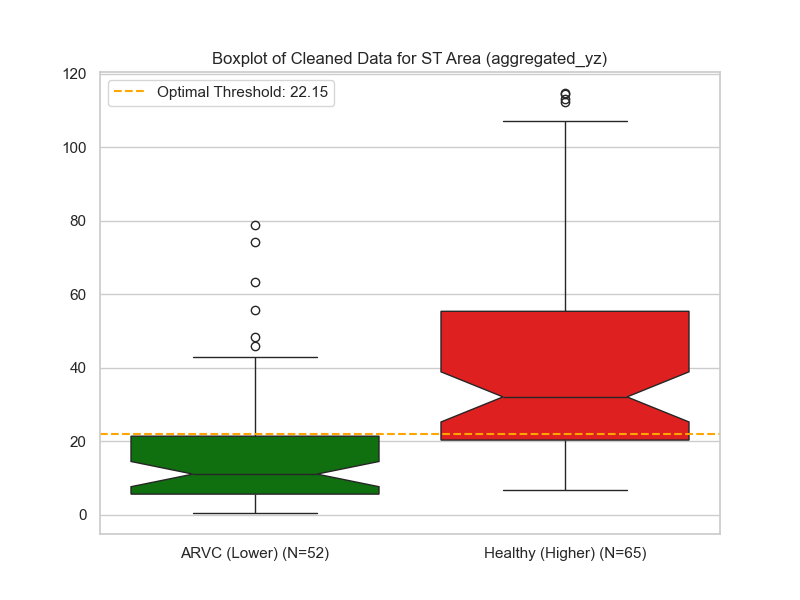 Boxplot of Cleaned Data for ST Area (aggregated_yz)
Optimal Threshold: 22.15
120
100
80
60
40
20
0
ARVC (Lower) (N=52)
Healthy (Higher) (N=65)